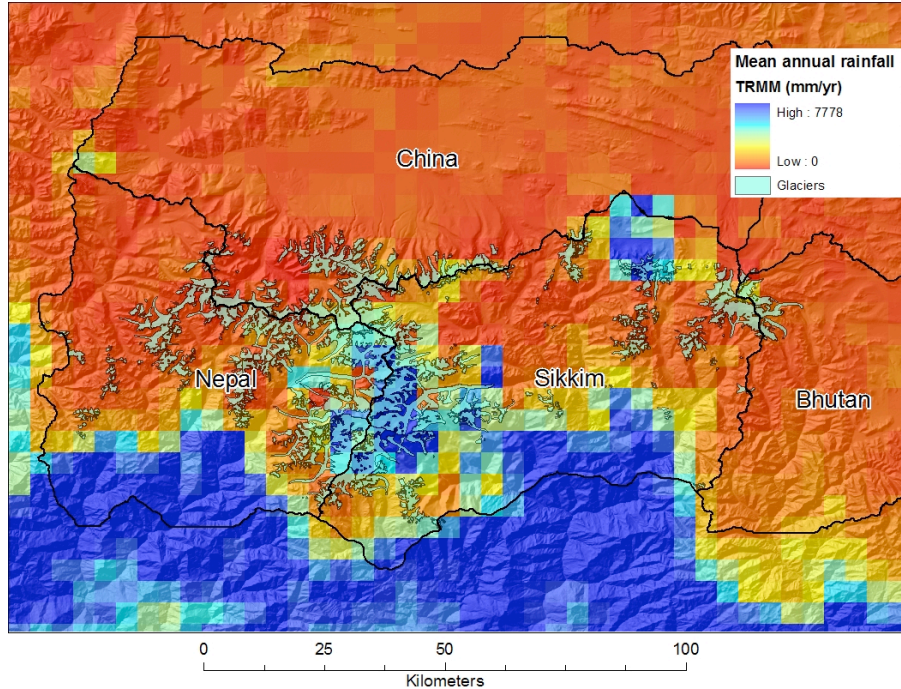 Mean annual rainfall
TRMM (mm/yr)
High : 7778
Low : 0
Glaciers
China
Nepal
Sikkim
Bhutan
0 25 50 100
Kilometers